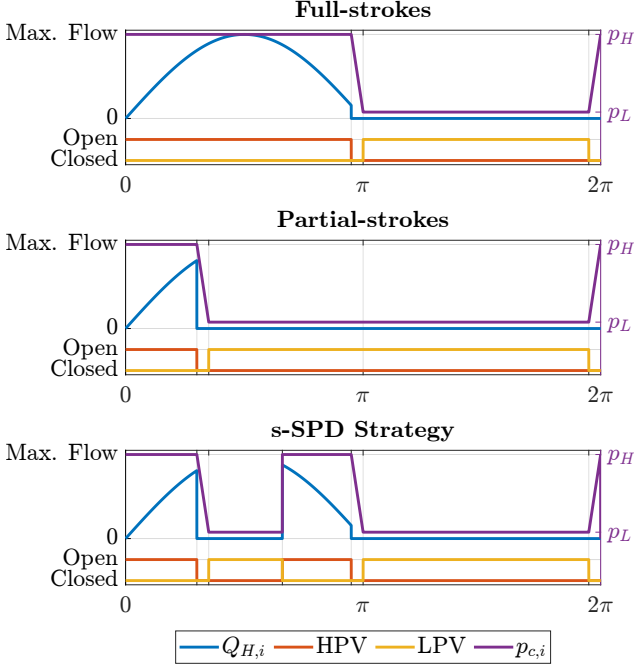 Full-strokes
Max. Flow
p_H
0
p_L
Open
Closed
0 π 2π
Partial-strokes
Max. Flow
p_H
0
p_L
Open
Closed
0 π 2π
s-SPD Strategy
Max. Flow
p_H
0
p_L
Open
Closed
0 π 2π
Q_{H,i} HPV LPV p_{c,i}